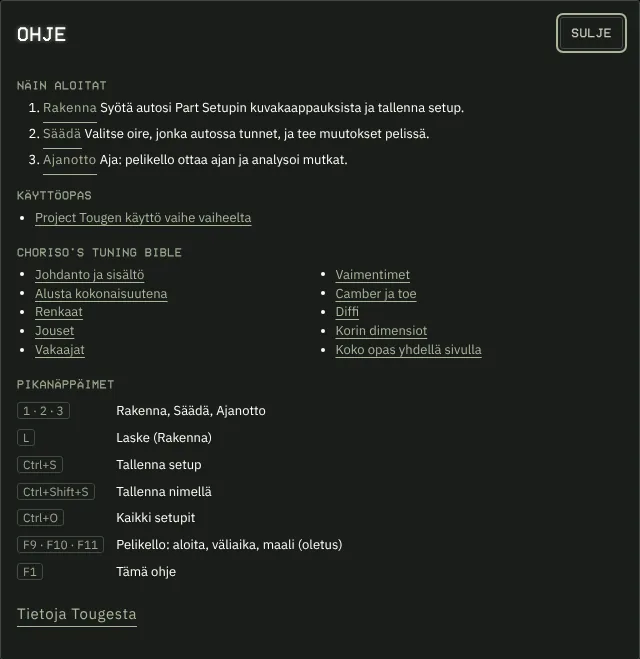 OHJE
SULJE
NÄIN ALOITAT
1. Rakenna Syötä autosi Part Setupin kuvakaappauksista ja tallenna setup.
2. Säädä Valitse oire, jonka autossa tunnet, ja tee muutokset pelissä.
3. Ajanotto Aja: pelikello ottaa ajan ja analysoi mutkat.
KÄYTTÖOPAS
• Project Tougen käyttö vaihe vaiheelta
CHORISO'S TUNING BIBLE
• Johdanto ja sisältö
• Alusta kokonaisuutena
• Renkaat
• Jouset
• Vakaajat
• Vaimentimet
• Camber ja toe
• Diffi
• Korin dimensiot
• Koko opas yhdellä sivulla
PIKANÄPPÄIMET
1 · 2 · 3 Rakenna, Säädä, Ajanotto
L Laske (Rakenna)
Ctrl+S Tallenna setup
Ctrl+Shift+S Tallenna nimellä
Ctrl+O Kaikki setupit
F9 · F10 · F11 Pelikello: aloita, väliaika, maali (oletus)
F1 Tämä ohje
Tietoja Tougesta